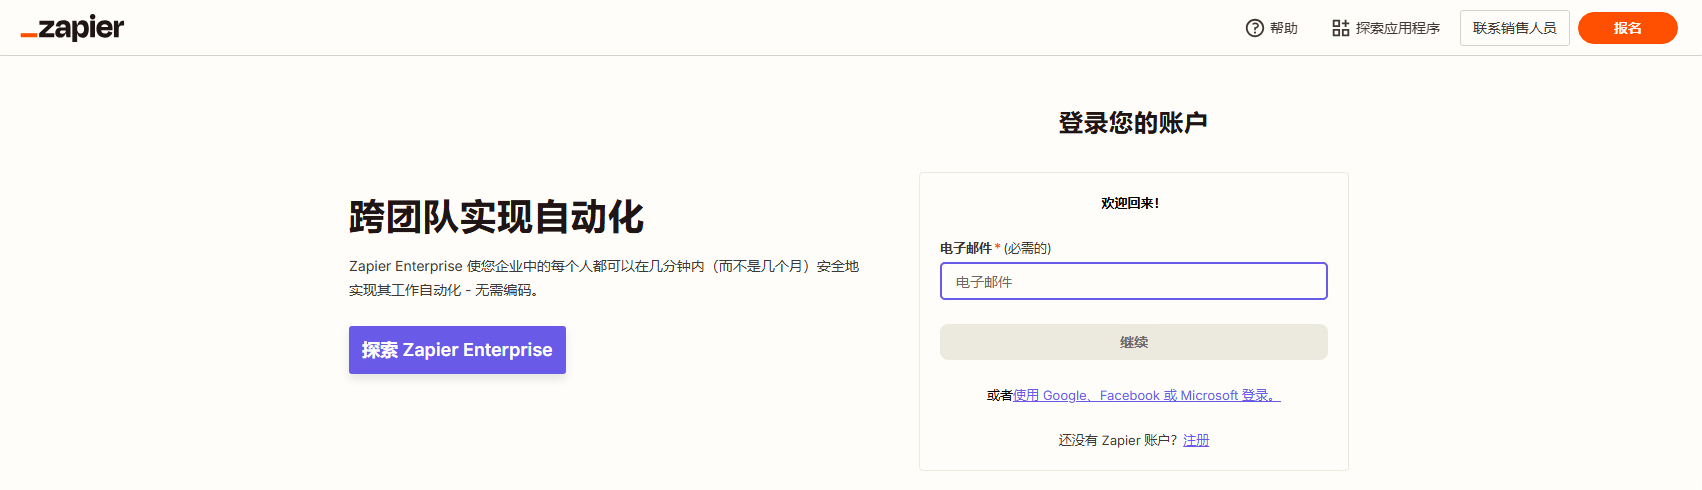 zapier
帮助
探索应用程序
联系销售人员
报名
登录您的账户
跨团队实现自动化
Zapier Enterprise 使您企业中的每个人都可以在几分钟内（而不是几个月）安全地
实现其工作自动化 - 无需编码。
探索 Zapier Enterprise
欢迎回来！
电子邮件 * (必需的)
电子邮件
继续
或者使用 Google、Facebook 或 Microsoft 登录。
还没有 Zapier 账户？注册